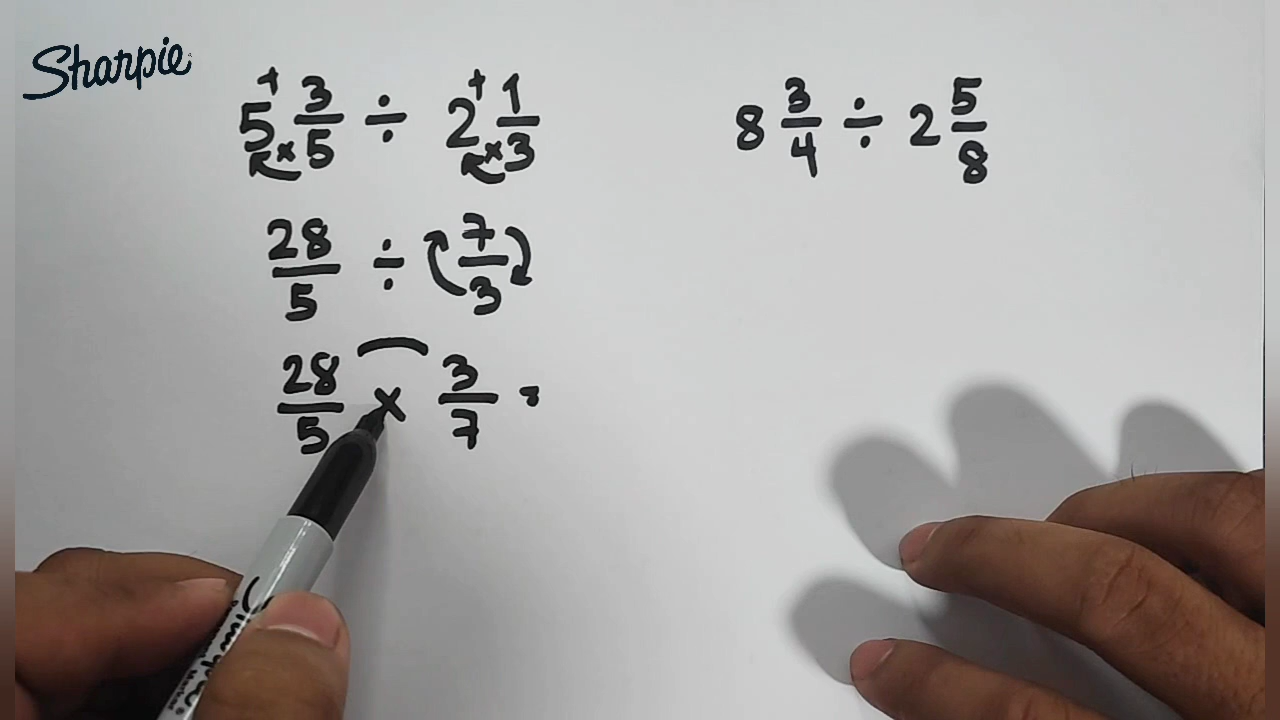 Sharpie
5 3/5 ÷ 2 1/3
+ +
× ×
28/5 ÷ 7/3
28/5 × 3/7 =
8 3/4 ÷ 2 5/8